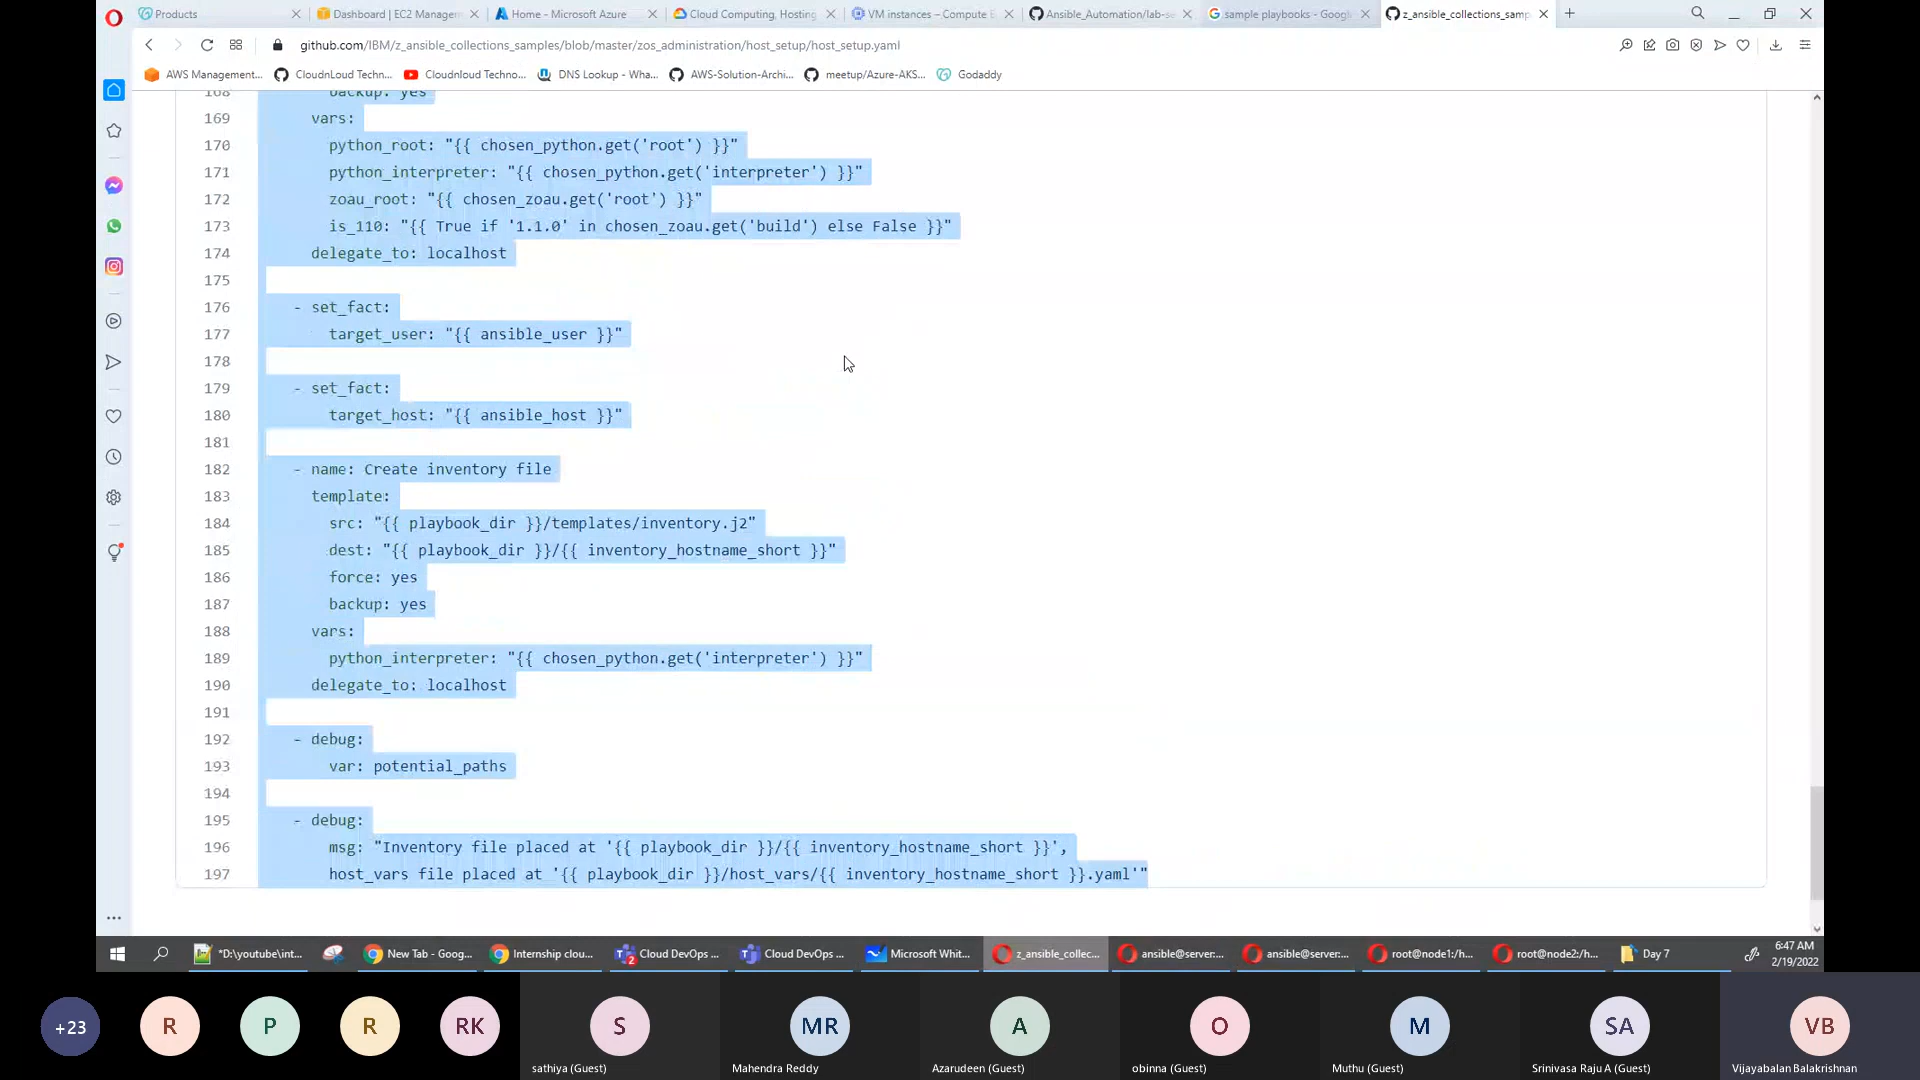 Products
Dashboard | EC2 Managen
Home - Microsoft Azure
Cloud Computing, Hosting
VM instances – Compute E
Ansible_Automation/lab-se
sample playbooks - Google
z_ansible_collections_samp
github.com/IBM/z_ansible_collections_samples/blob/master/zos_administration/host_setup/host_setup.yaml
AWS Management...
CloudnLoud Techn...
Cloudnloud Techno...
DNS Lookup - Wha...
AWS-Solution-Archi...
meetup/Azure-AKS...
Godaddy
168 backup: yes
169 vars:
170 python_root: "{{ chosen_python.get('root') }}"
171 python_interpreter: "{{ chosen_python.get('interpreter') }}"
172 zoau_root: "{{ chosen_zoau.get('root') }}"
173 is_110: "{{ True if '1.1.0' in chosen_zoau.get('build') else False }}"
174 delegate_to: localhost
175
176 - set_fact:
177 target_user: "{{ ansible_user }}"
178
179 - set_fact:
180 target_host: "{{ ansible_host }}"
181
182 - name: Create inventory file
183 template:
184 src: "{{ playbook_dir }}/templates/inventory.j2"
185 dest: "{{ playbook_dir }}/{{ inventory_hostname_short }}"
186 force: yes
187 backup: yes
188 vars:
189 python_interpreter: "{{ chosen_python.get('interpreter') }}"
190 delegate_to: localhost
191
192 - debug:
193 var: potential_paths
194
195 - debug:
196 msg: "Inventory file placed at '{{ playbook_dir }}/{{ inventory_hostname_short }}',
197 host_vars file placed at '{{ playbook_dir }}/host_vars/{{ inventory_hostname_short }}.yaml'"
*D:\youtube\int...
New Tab - Goog...
Internship clou...
2
Cloud DevOps ...
Cloud DevOps ...
Microsoft Whit...
z_ansible_collec...
ansible@server:...
ansible@server:...
root@node1:/h...
root@node2:/h...
Day 7
6:47 AM
2/19/2022
+23
R
P
R
RK
S
MR
A
O
M
SA
VB
sathiya (Guest)
Mahendra Reddy
Azarudeen (Guest)
obinna (Guest)
Muthu (Guest)
Srinivasa Raju A (Guest)
Vijayabalan Balakrishnan